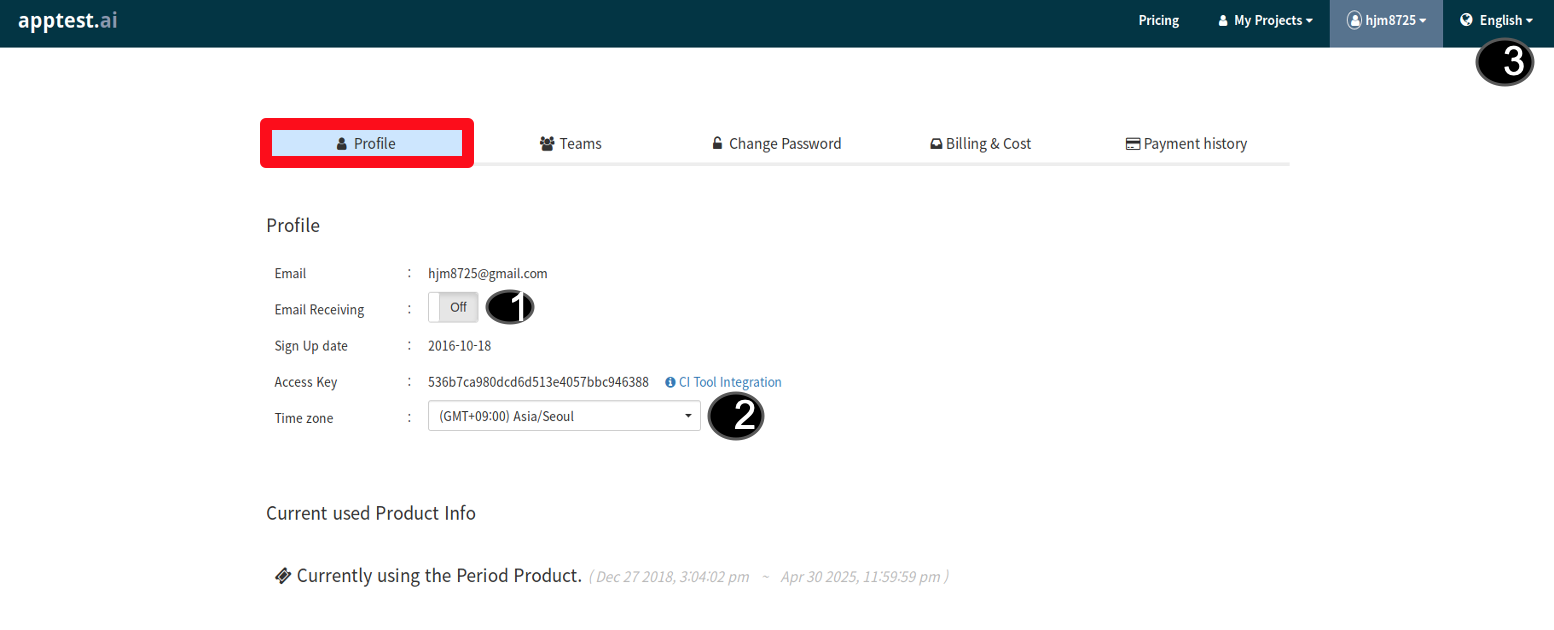 apptest.ai Pricing My Projects hjm8725 English
3
Profile Teams Change Password Billing & Cost Payment history
Profile
Email : hjm8725@gmail.com
Email Receiving : Off 1
Sign Up date : 2016-10-18
Access Key : 536b7ca980dcd6d513e4057bbc946388 CI Tool Integration
Time zone : (GMT+09:00) Asia/Seoul 2
Current used Product Info
Currently using the Period Product. ( Dec 27 2018, 3:04:02 pm ~ Apr 30 2025, 11:59:59 pm )